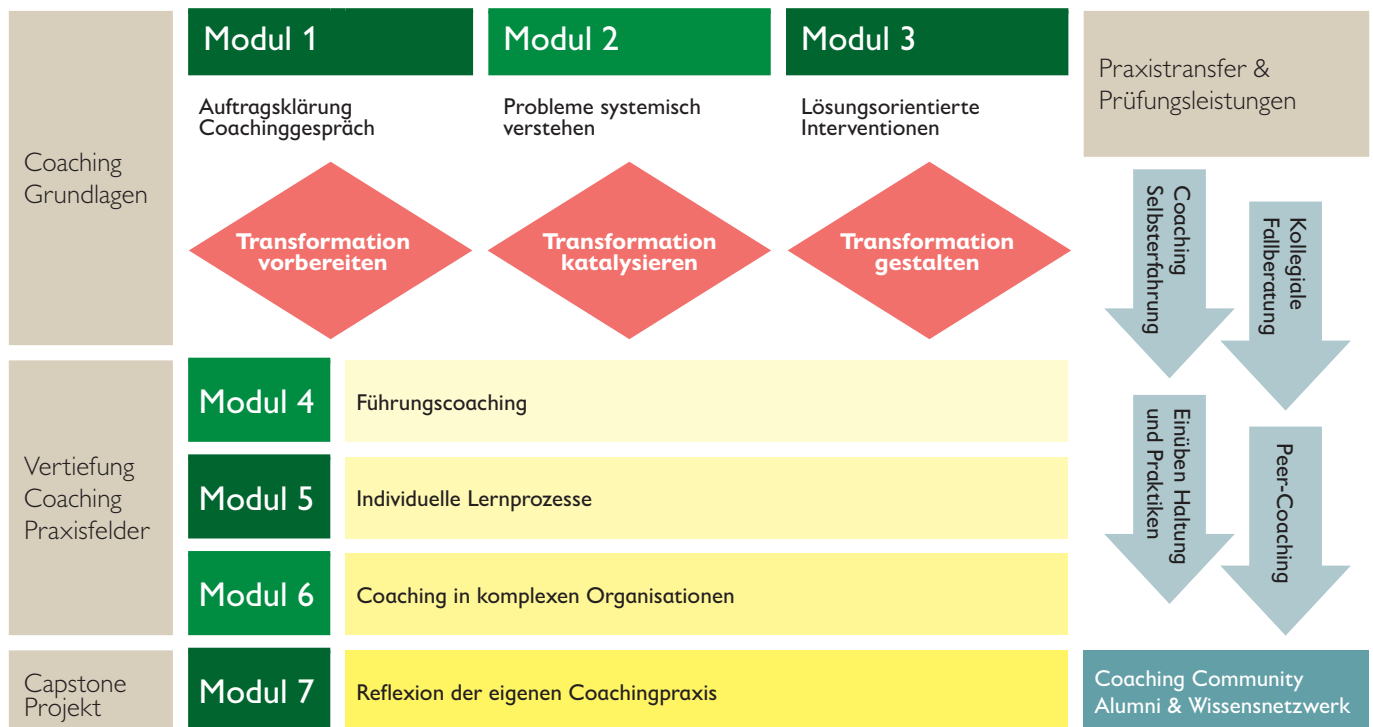 Coaching
Grundlagen
Modul 1
Modul 2
Modul 3
Auftragsklärung
Coachinggespräch
Probleme systemisch
verstehen
Lösungsorientierte
Interventionen
Transformation
vorbereiten
Transformation
katalysieren
Transformation
gestalten
Vertiefung
Coaching
Praxisfelder
Modul 4
Führungscoaching
Modul 5
Individuelle Lernprozesse
Modul 6
Coaching in komplexen Organisationen
Capstone
Projekt
Modul 7
Reflexion der eigenen Coachingpraxis
Praxistransfer &
Prüfungsleistungen
Coaching
Selbsterfahrung
Kollegiale
Fallberatung
Einüben Haltung
und Praktiken
Peer-Coaching
Coaching Community
Alumni & Wissensnetzwerk